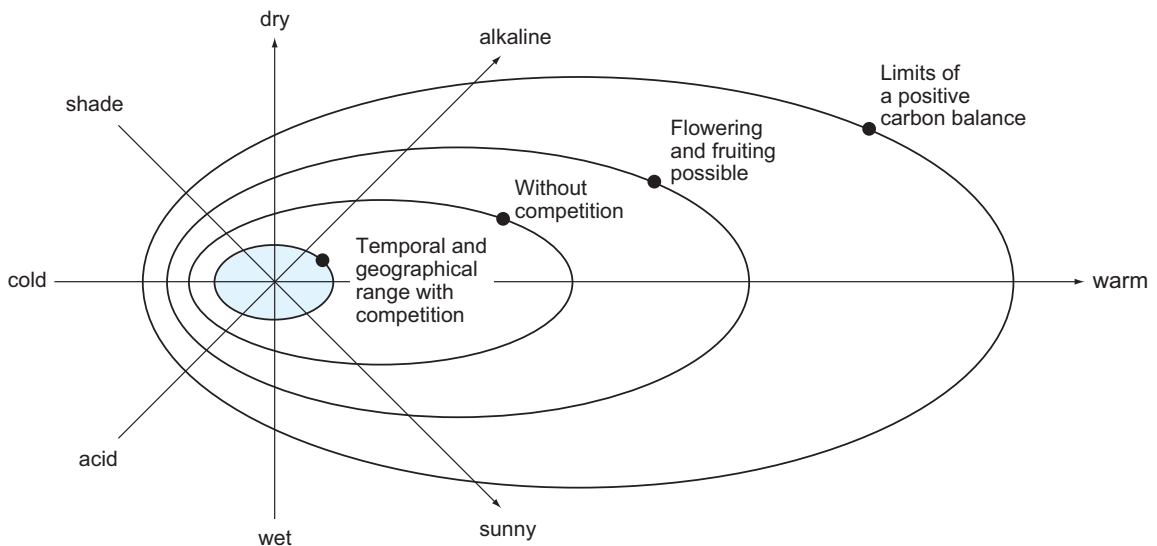 dry
alkaline
shade
Limits of
a positive
carbon balance
Flowering
and fruiting
possible
Without
competition
Temporal and
geographical
range with
competition
cold
warm
acid
wet
sunny